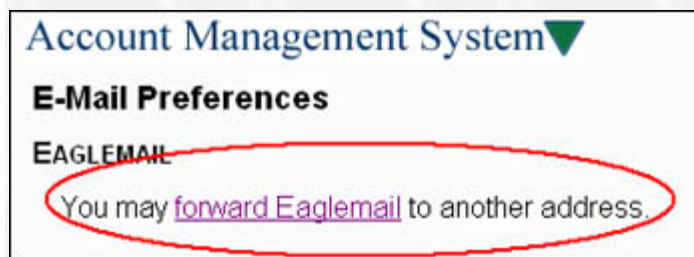 Account Management System
E-Mail Preferences
EAGLEMAIL
You may forward Eaglemail to another address.